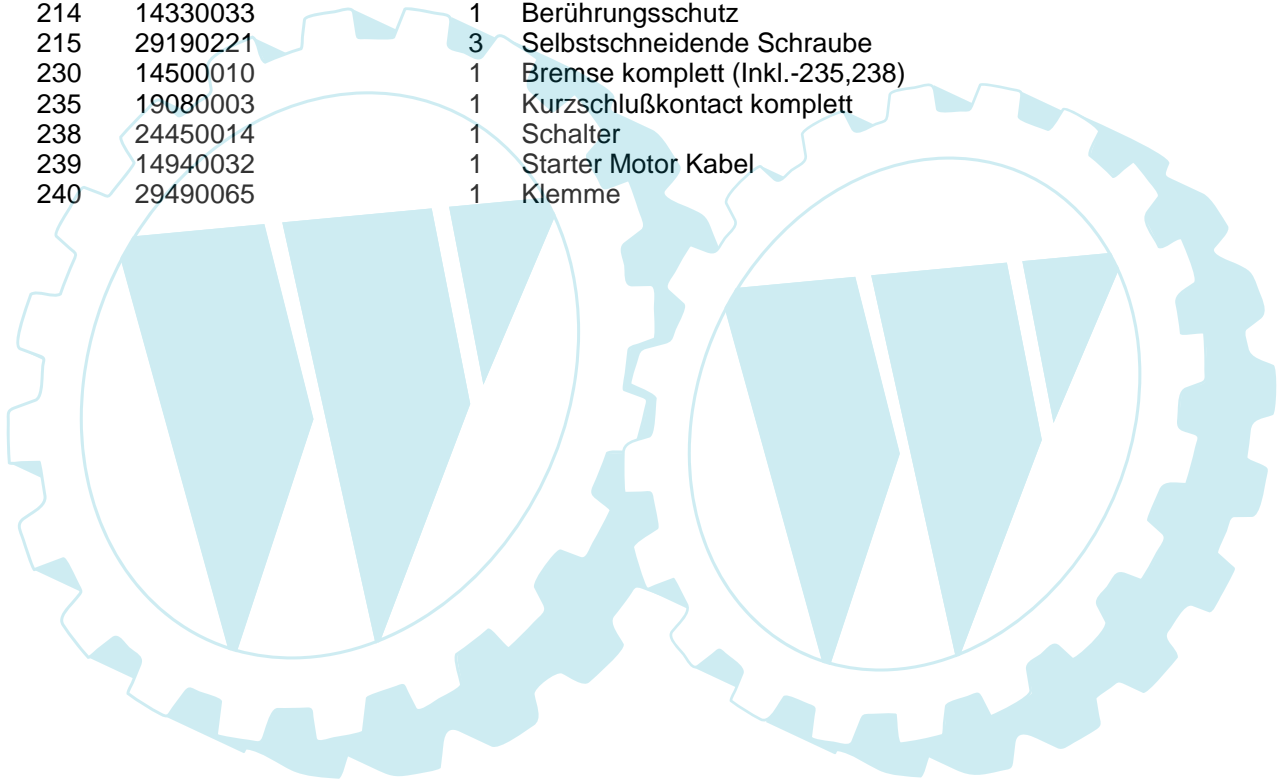 214 14330033 1 Berührungsschutz
215 29190221 3 Selbstschneidende Schraube
230 14500010 1 Bremse komplett (Inkl.-235,238)
235 19080003 1 Kurzschlußkontact komplett
238 24450014 1 Schalter
239 14940032 1 Starter Motor Kabel
240 29490065 1 Klemme